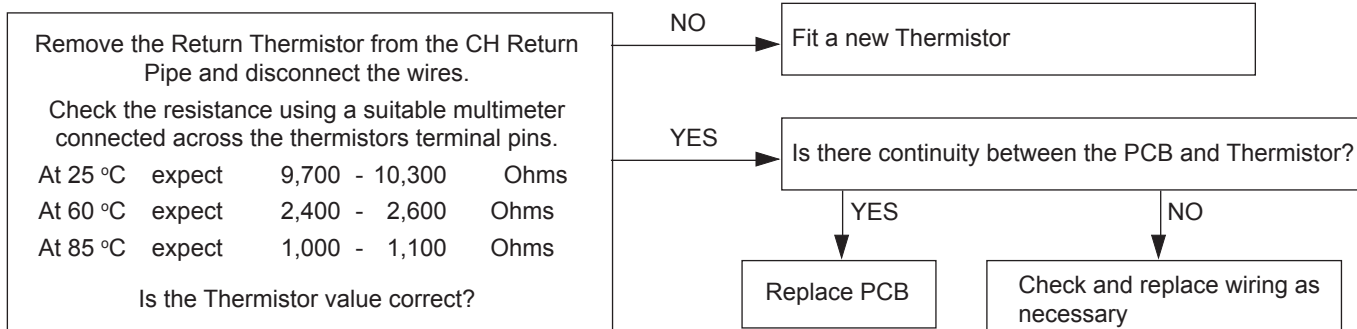 Remove the Return Thermistor from the CH Return
Pipe and disconnect the wires.
Check the resistance using a suitable multimeter
connected across the thermistors terminal pins.
At 25 ºC expect 9,700 - 10,300 Ohms
At 60 ºC expect 2,400 - 2,600 Ohms
At 85 ºC expect 1,000 - 1,100 Ohms
Is the Thermistor value correct?
NO
Fit a new Thermistor
YES
Is there continuity between the PCB and Thermistor?
YES
NO
Replace PCB
Check and replace wiring as
necessary